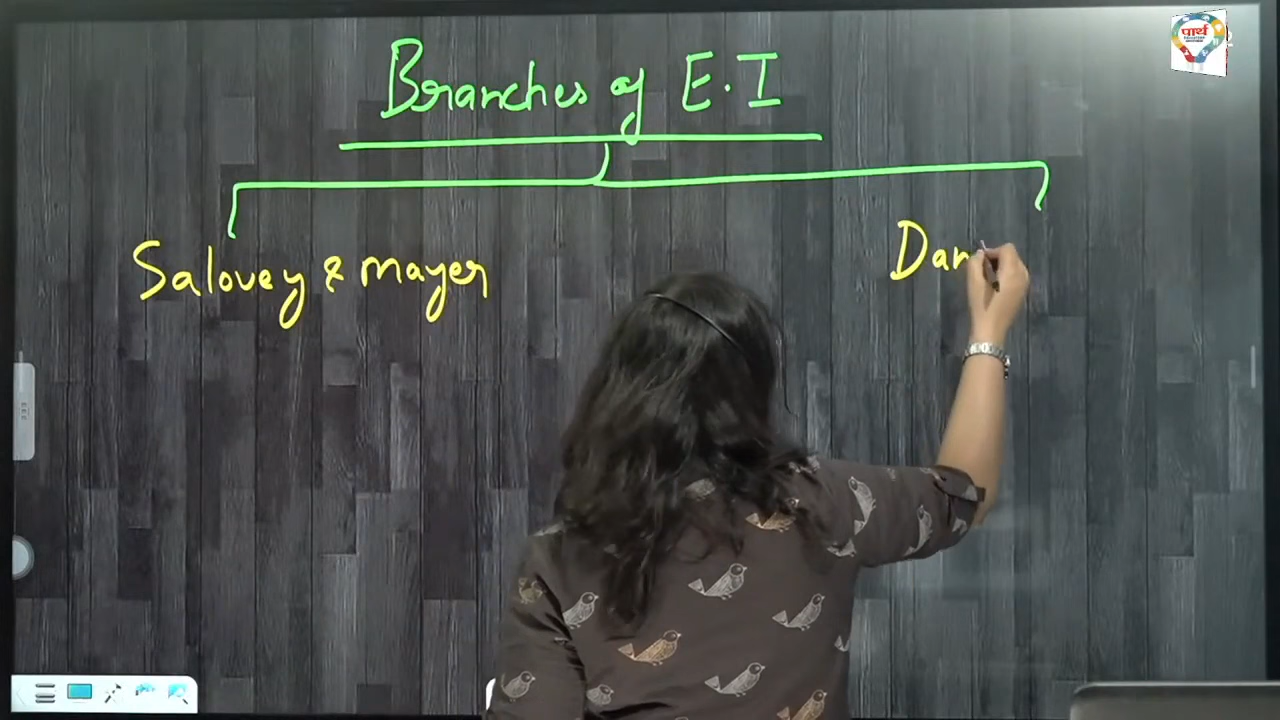 Branches of E.I
Salovey & Mayer
Dan
पार्थ